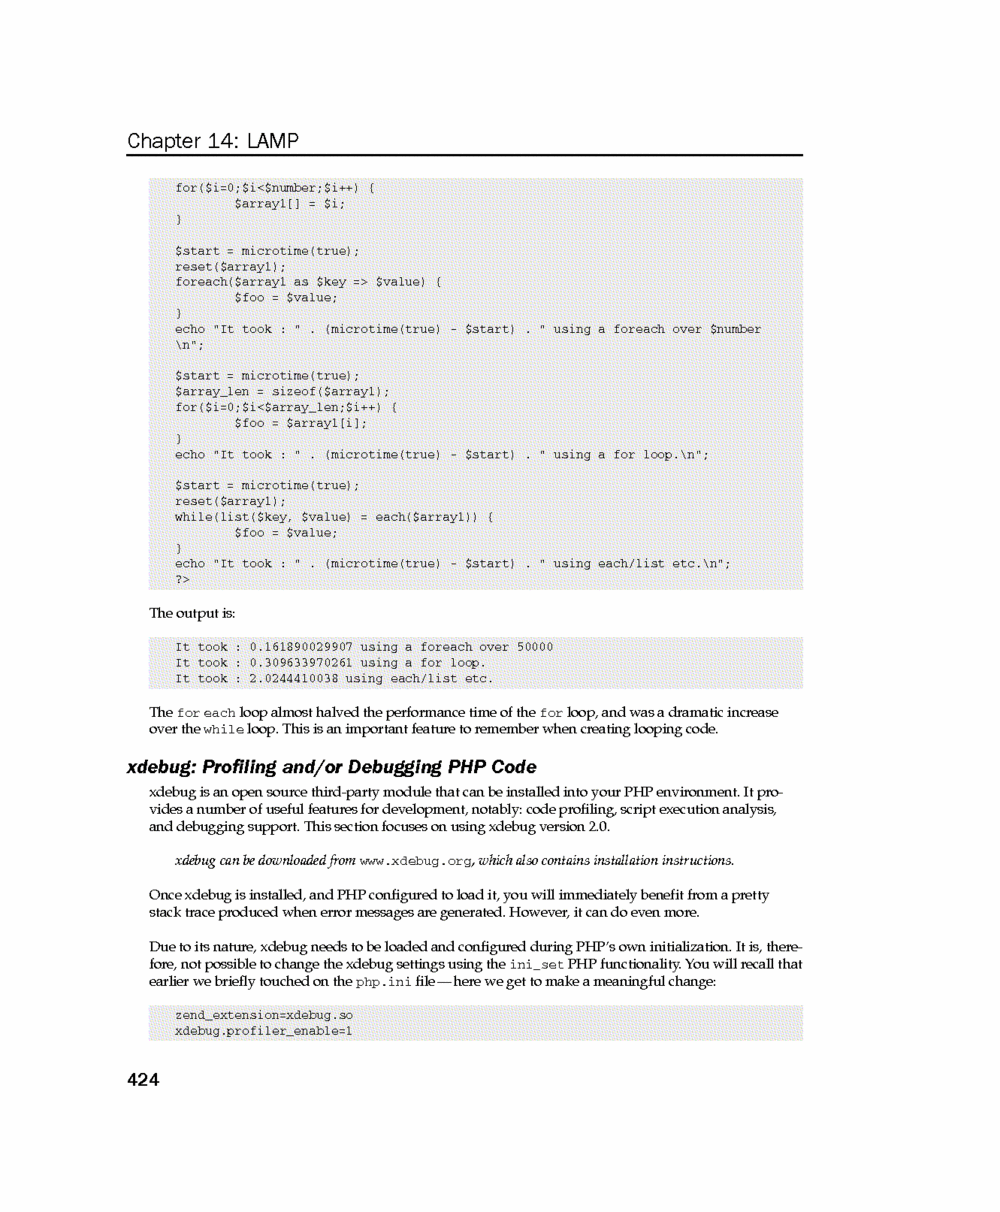 Chapter 14: LAMP
for($i=0;$i<$number;$i++) {
$array1[] = $i;
}
$start = microtime(true);
reset($array1);
foreach($array1 as $key => $value) {
$foo = $value;
}
echo "It took : " . (microtime(true) - $start) . " using a foreach over $number
\n";
$start = microtime(true);
$array_len = sizeof($array1);
for($i=0;$i<$array_len;$i++) {
$foo = $array1[i];
}
echo "It took : " . (microtime(true) - $start) . " using a for loop.\n";
$start = microtime(true);
reset($array1);
while(list($key, $value) = each($array1)) {
$foo = $value;
}
echo "It took : " . (microtime(true) - $start) . " using each/list etc.\n";
?>
The output is:
It took : 0.161890029907 using a foreach over 50000
It took : 0.309633970261 using a for loop.
It took : 2.0244410038 using each/list etc.
The for each loop almost halved the performance time of the for loop, and was a dramatic increase
over the while loop. This is an important feature to remember when creating looping code.
xdebug: Profiling and/or Debugging PHP Code
xdebug is an open source third-party module that can be installed into your PHP environment. It pro-
vides a number of useful features for development, notably: code profiling, script execution analysis,
and debugging support. This section focuses on using xdebug version 2.0.
xdebug can be downloaded from www.xdebug.org, which also contains installation instructions.
Once xdebug is installed, and PHP configured to load it, you will immediately benefit from a pretty
stack trace produced when error messages are generated. However, it can do even more.
Due to its nature, xdebug needs to be loaded and configured during PHP's own initialization. It is, there-
fore, not possible to change the xdebug settings using the ini_set PHP functionality. You will recall that
earlier we briefly touched on the php.ini file — here we get to make a meaningful change:
zend_extension=xdebug.so
xdebug.profiler_enable=1
424